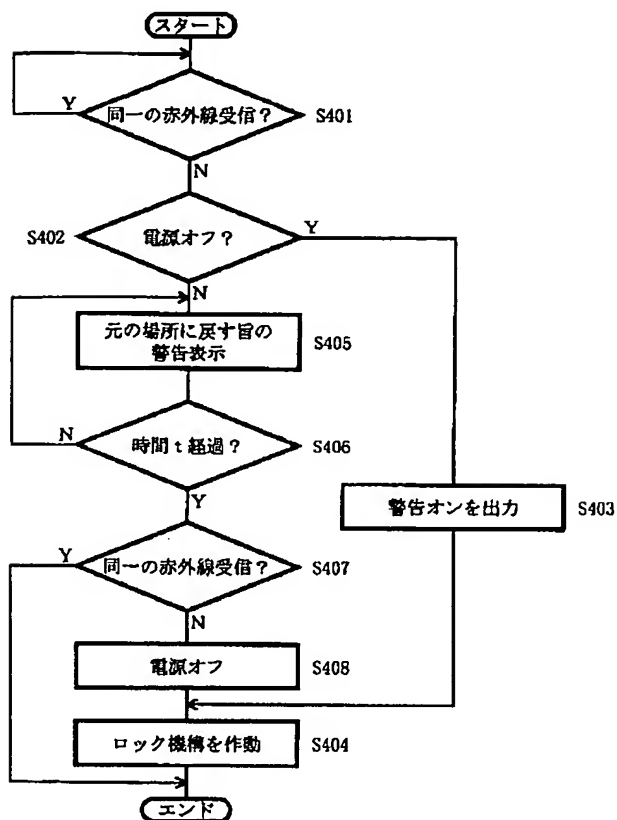 スタート
Y
同一の赤外線受信？
S401
N
S402
電源オフ？
Y
N
元の場所に戻す旨の
警告表示
S405
N
時間ｔ経過？
S406
Y
警告オンを出力
S403
Y
同一の赤外線受信？
S407
N
電源オフ
S408
ロック機構を作動
S404
エンド